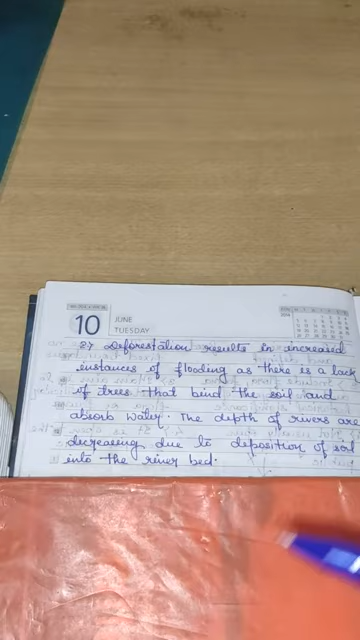 10
JUNE
TUESDAY
27 Deforestation results in increased
instances of flooding as there is a lack
of trees that bind the soil and
absorb water. The depth of rivers are
decreasing due to deposition of soil
into the river bed.